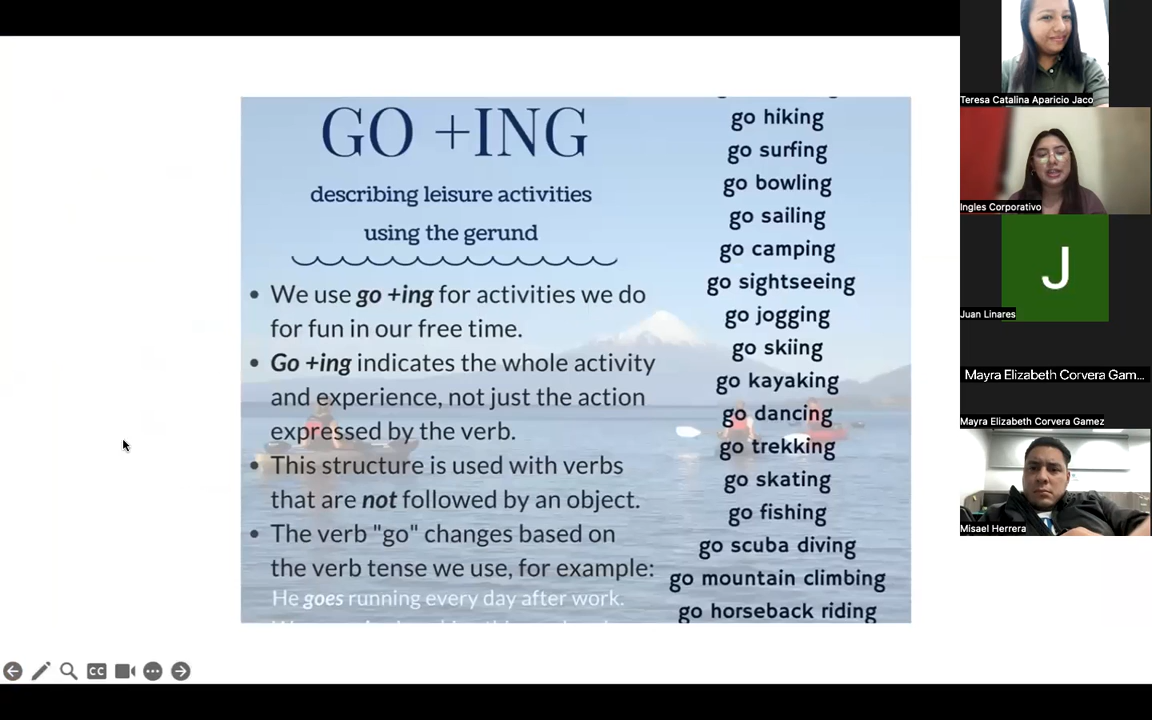 GO +ING
describing leisure activities
using the gerund
• We use go +ing for activities we do
for fun in our free time.
• Go +ing indicates the whole activity
and experience, not just the action
expressed by the verb.
• This structure is used with verbs
that are not followed by an object.
• The verb "go" changes based on
the verb tense we use, for example:
He goes running every day after work.
go hiking
go surfing
go bowling
go sailing
go camping
go sightseeing
go jogging
go skiing
go kayaking
go dancing
go trekking
go skating
go fishing
go scuba diving
go mountain climbing
go horseback riding
CC
Teresa Catalina Aparicio Jaco
Ingles Corporativo
J
Juan Linares
Mayra Elizabeth Corvera Gam...
Mayra Elizabeth Corvera Gamez
Misael Herrera